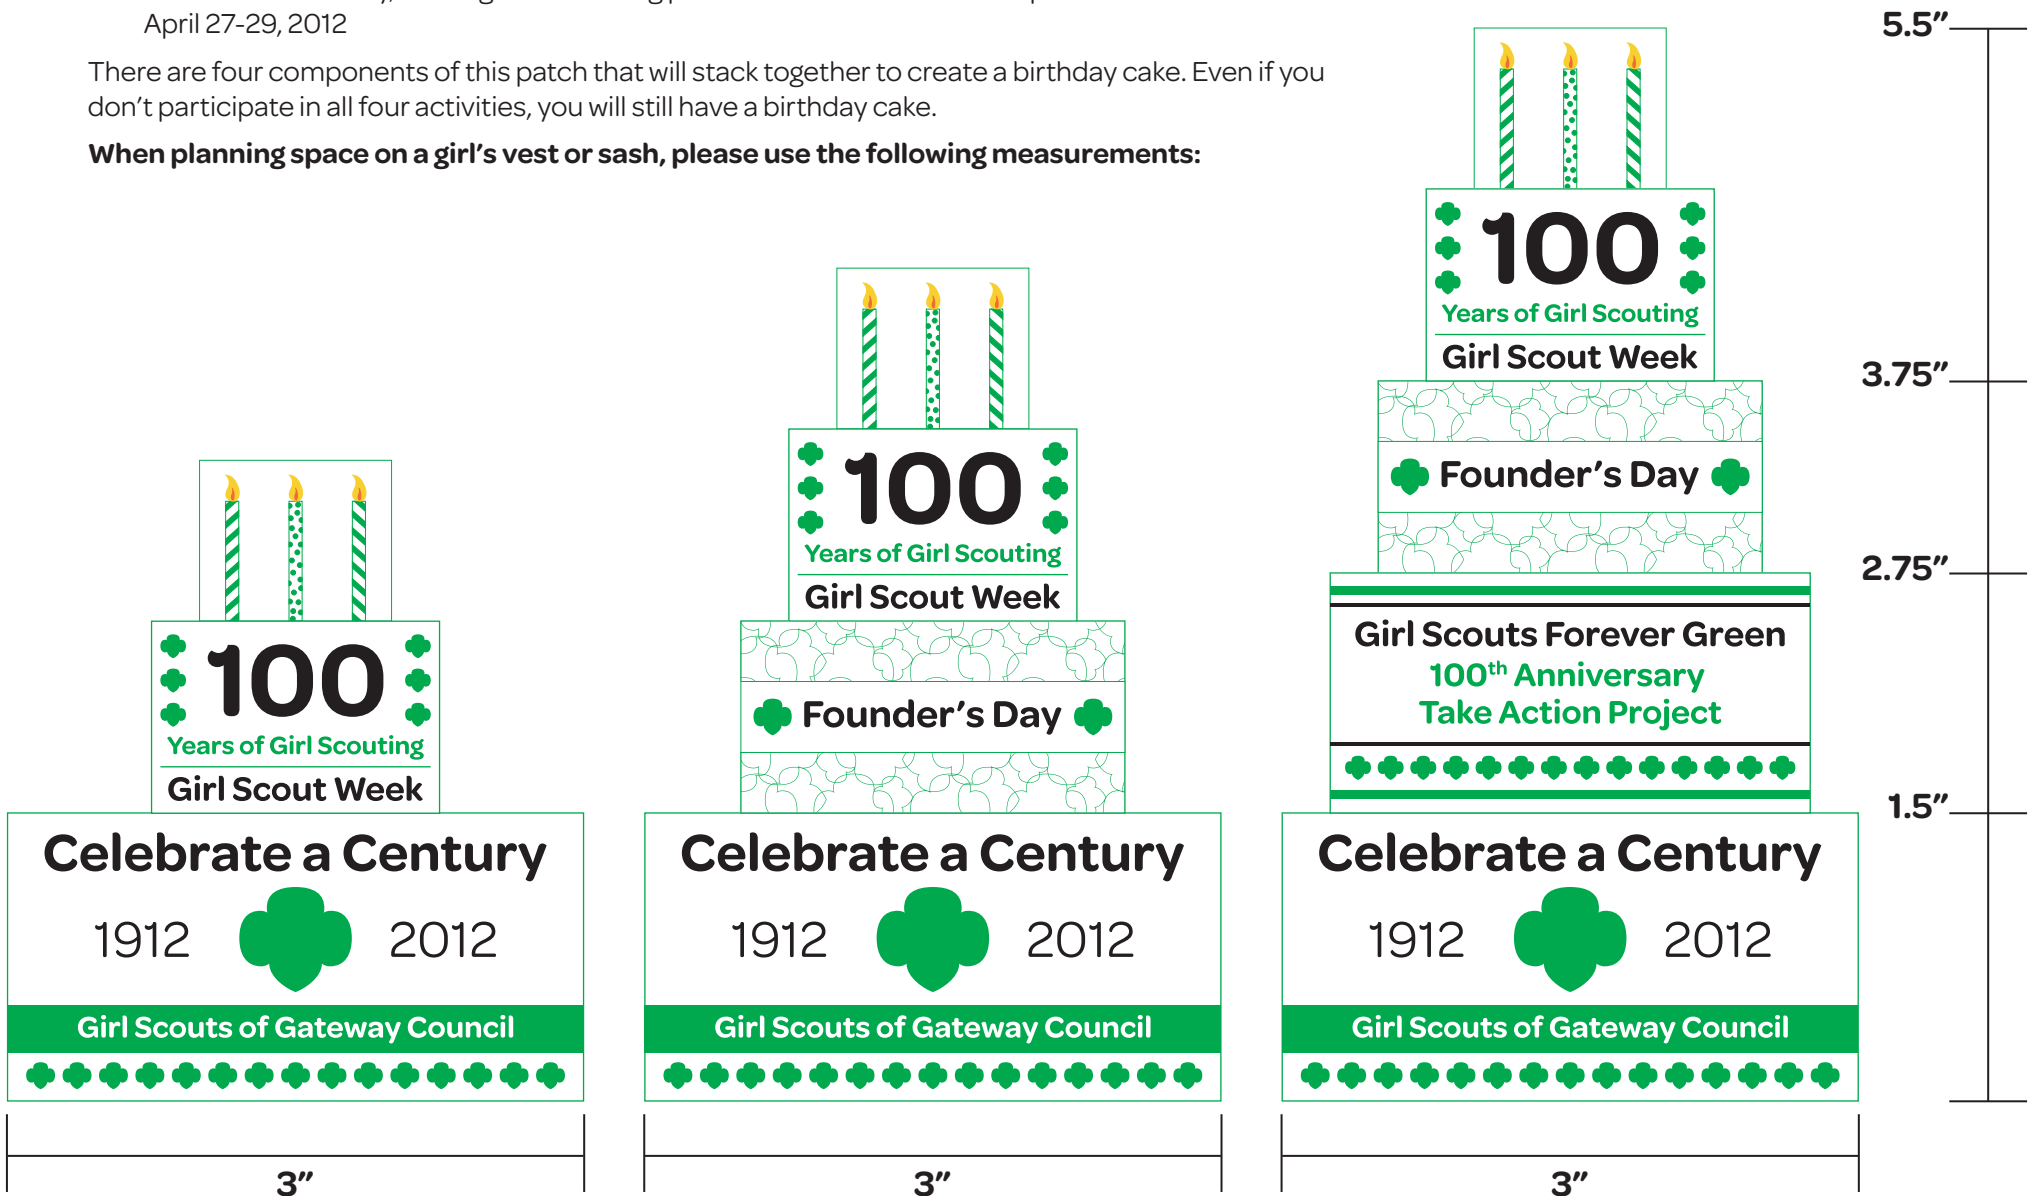 April 27-29, 2012
There are four components of this patch that will stack together to create a birthday cake. Even if you
don’t participate in all four activities, you will still have a birthday cake.
When planning space on a girl’s vest or sash, please use the following measurements:
100
Years of Girl Scouting
Girl Scout Week
Celebrate a Century
1912 2012
Girl Scouts of Gateway Council
3”
100
Years of Girl Scouting
Girl Scout Week
Founder’s Day
Celebrate a Century
1912 2012
Girl Scouts of Gateway Council
3”
100
Years of Girl Scouting
Girl Scout Week
Founder’s Day
Girl Scouts Forever Green
100th Anniversary
Take Action Project
Celebrate a Century
1912 2012
Girl Scouts of Gateway Council
3”
5.5”
3.75”
2.75”
1.5”